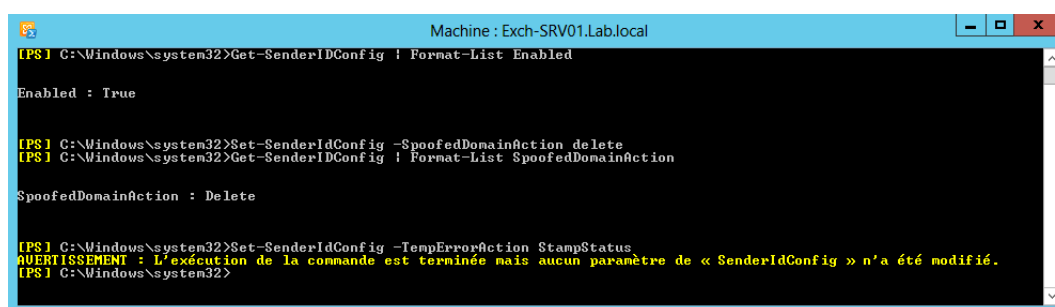 Machine : Exch-SRV01.Lab.local
[PS] C:\Windows\system32>Get-SenderIDConfig | Format-List Enabled
Enabled : True
[PS] C:\Windows\system32>Set-SenderIdConfig -SpoofedDomainAction delete
[PS] C:\Windows\system32>Get-SenderIDConfig | Format-List SpoofedDomainAction
SpoofedDomainAction : Delete
[PS] C:\Windows\system32>Set-SenderIdConfig -TempErrorAction StampStatus
AVERTISSEMENT : L'exécution de la commande est terminée mais aucun paramètre de « SenderIdConfig » n'a été modifié.
[PS] C:\Windows\system32>